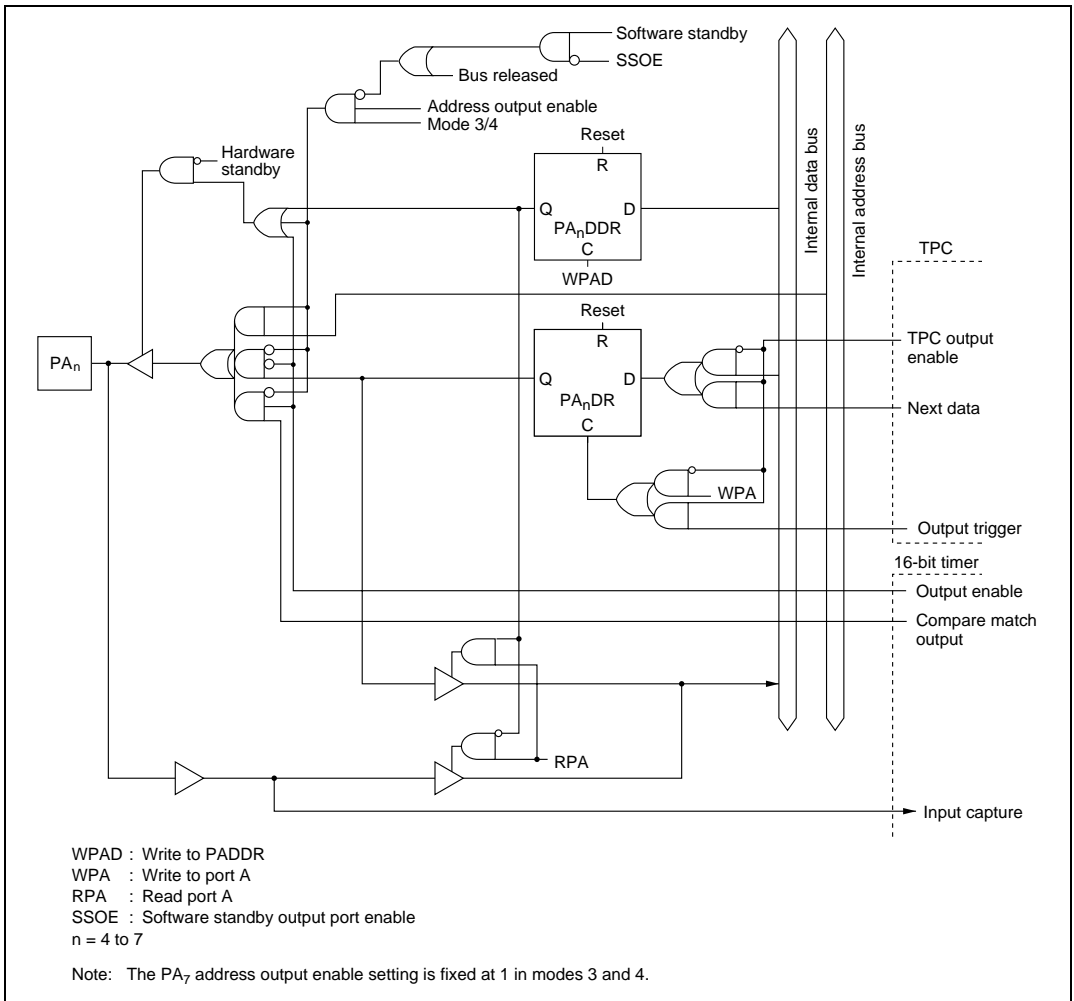 Software standby
SSOE
Bus released
Address output enable
Mode 3/4
Hardware
standby
Reset
R
Q
D
PAnDDR
C
WPAD
Internal data bus
Internal address bus
TPC
Reset
R
TPC output
enable
PAn
Q
D
PAnDR
C
Next data
WPA
Output trigger
16-bit timer
Output enable
Compare match
output
RPA
Input capture
WPAD : Write to PADDR
WPA : Write to port A
RPA : Read port A
SSOE : Software standby output port enable
n = 4 to 7
Note: The PA7 address output enable setting is fixed at 1 in modes 3 and 4.